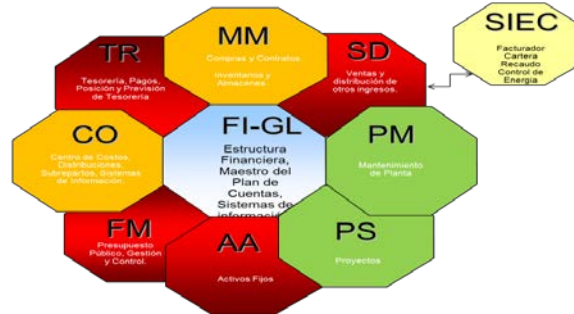 MM
Compras y Contratos.
Inventarios y
Almacenes.
TR
Tesorería, Pagos,
Posición y Previsión
de Tesorería
SD
Ventas y
distribución de
otros ingresos.
SIEC
Facturador
Cartera
Recaudo
Control de
Energía
CO
Centro de Costos,
Distribuciones,
Subrepartos, Sistemas
de Información.
FI-GL
Estructura
Financiera,
Maestro del
Plan de
Cuentas,
Sistemas de
PM
Mantenimiento
de Planta
FM
Presupuesto
Público, Gestión
y Control.
AA
Activos Fijos
PS
Proyectos